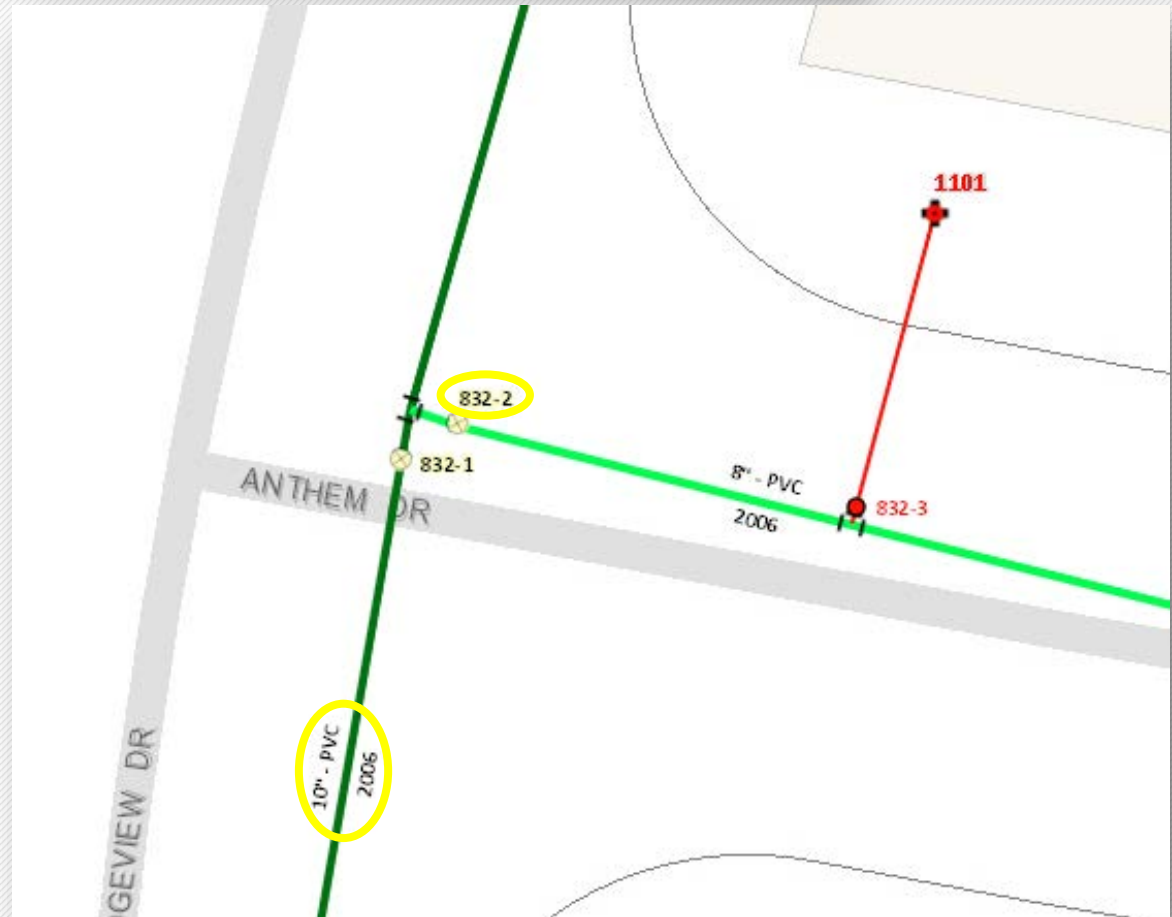 1101
832-2
832-1
8" - PVC
2006
832-3
ANTHEM DR
10" - PVC
2006
GEVIEW DR